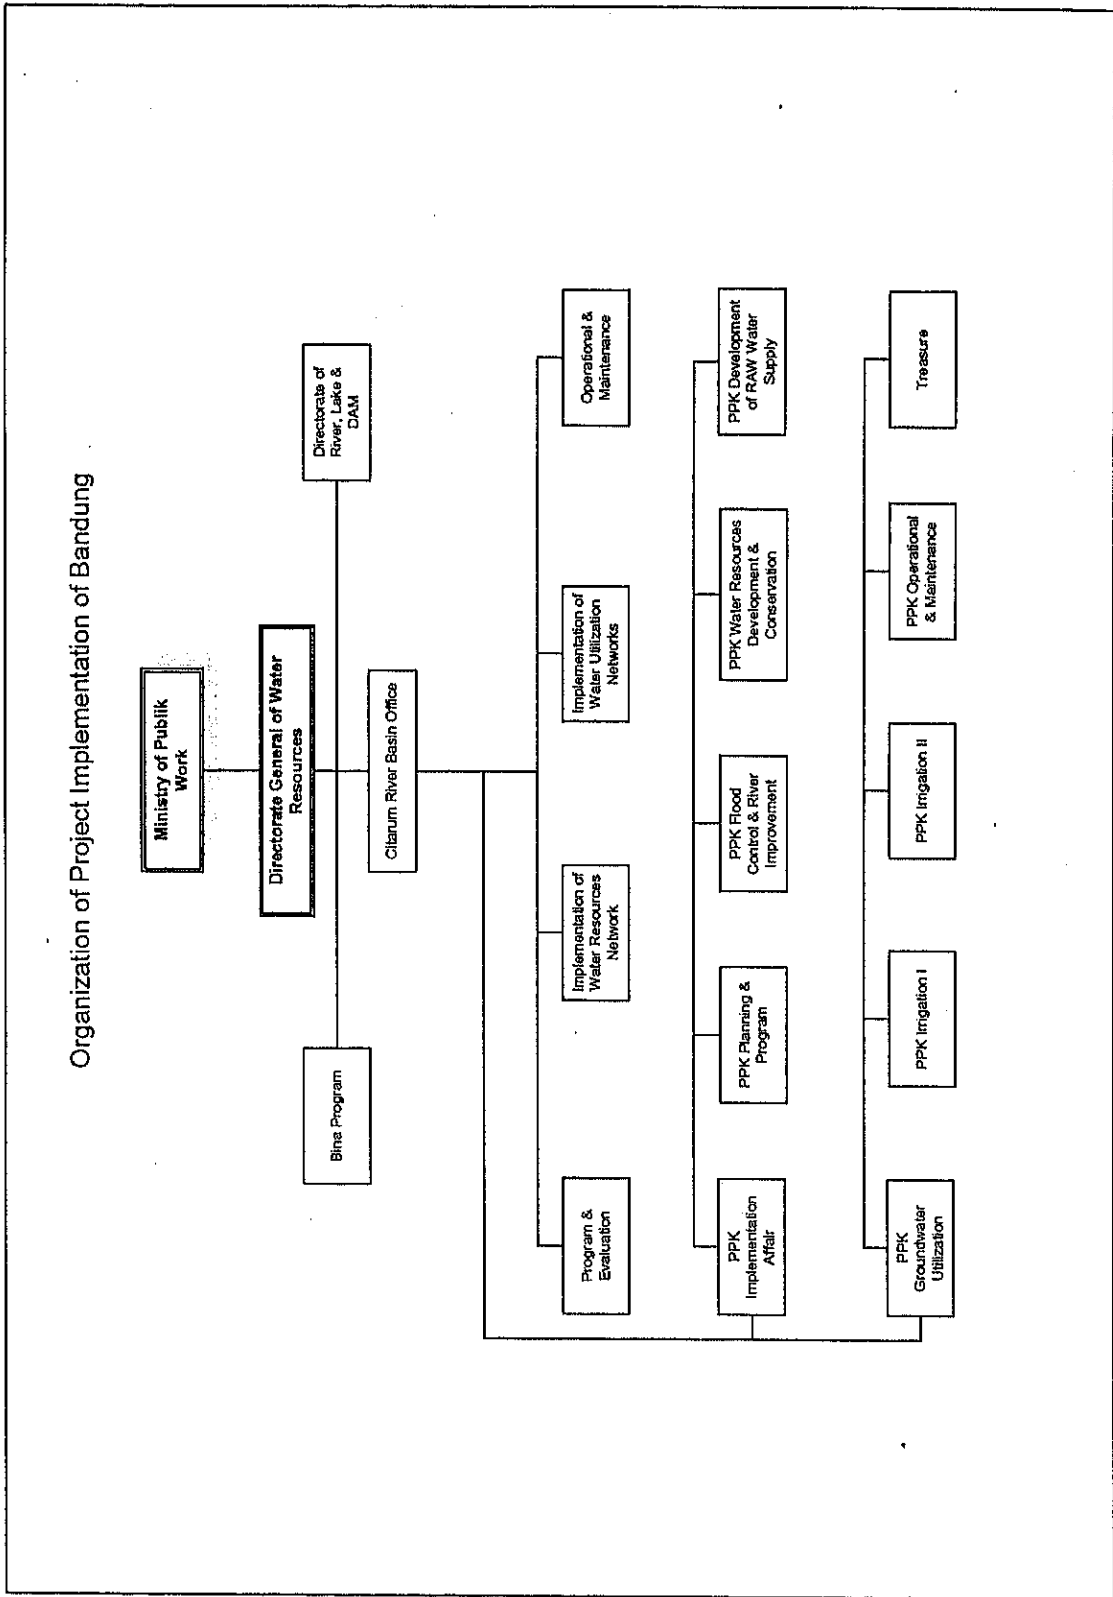 Organization of Project Implementation of Bandung
Ministry of Publik
Work
Directorate General of Water
Resources
Bina Program
Directorate of
River, Lake &
DAM
Citarum River Basin Office
Program &
Evaluation
Implementation of
Water Resources
Network
Implementation of
Water Utilization
Networks
Operational &
Maintenance
PPK
Implementation
Affair
PPK Planning &
Program
PPK Flood
Control & River
Improvement
PPK Water Resources
Development &
Conservation
PPK Development
of RAW Water
Supply
PPK
Groundwater
Utilization
PPK Irrigation I
PPK Irrigation II
PPK Operational
& Maintenance
Treasure